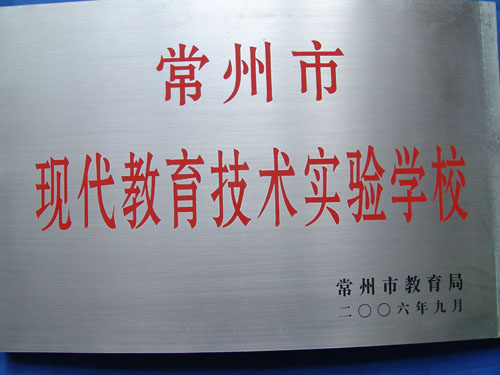 常州市
现代教育技术实验学校
常州市教育局
二〇〇六年九月